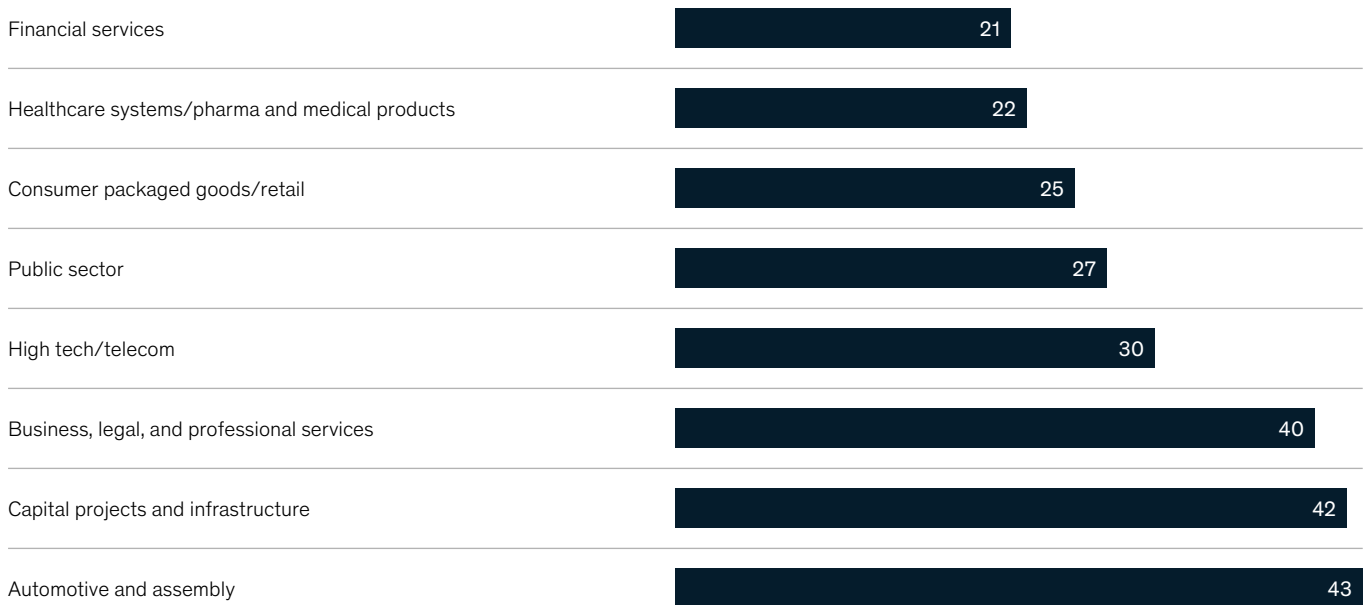 Financial services 21
Healthcare systems/pharma and medical products 22
Consumer packaged goods/retail 25
Public sector 27
High tech/telecom 30
Business, legal, and professional services 40
Capital projects and infrastructure 42
Automotive and assembly 43